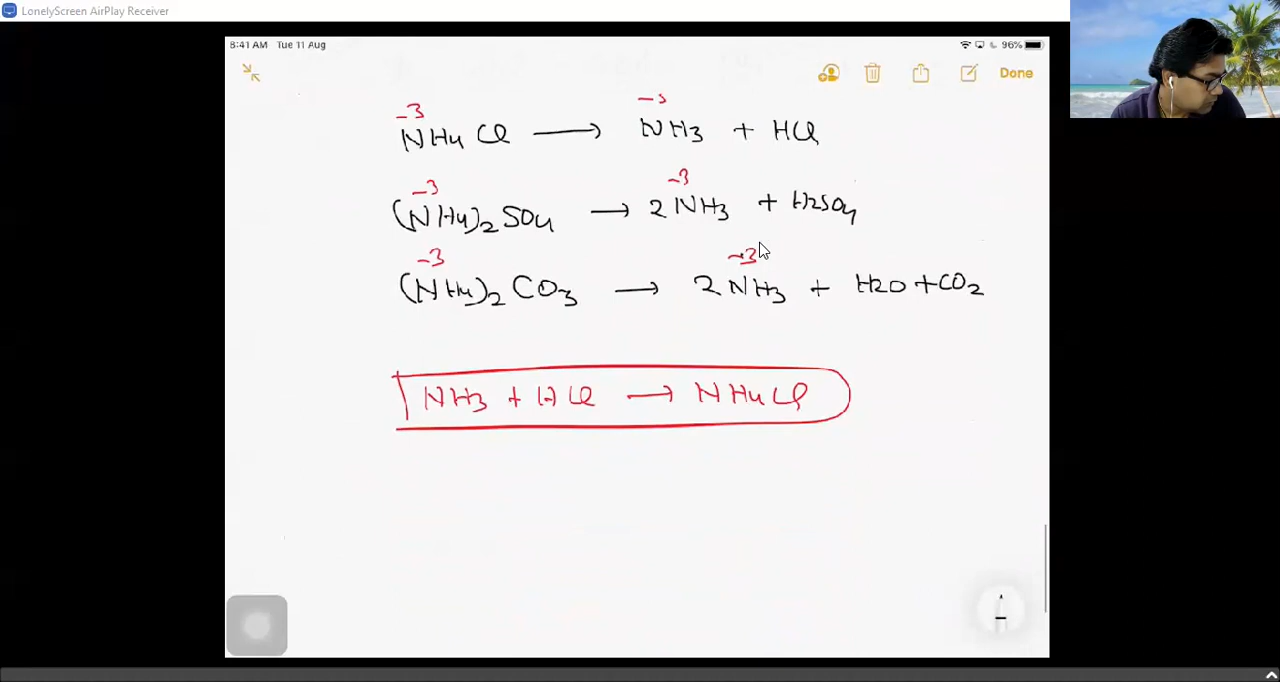 LonelyScreen AirPlay Receiver
8:41 AM Tue 11 Aug 96%
Done
-3 -3
NH4Cl ⟶ NH3 + HCl
-3 -3
(NH4)2SO4 ⟶ 2NH3 + H2SO4
-3 -3
(NH4)2CO3 ⟶ 2NH3 + H2O + CO2
NH3 + HCl ⟶ NH4Cl